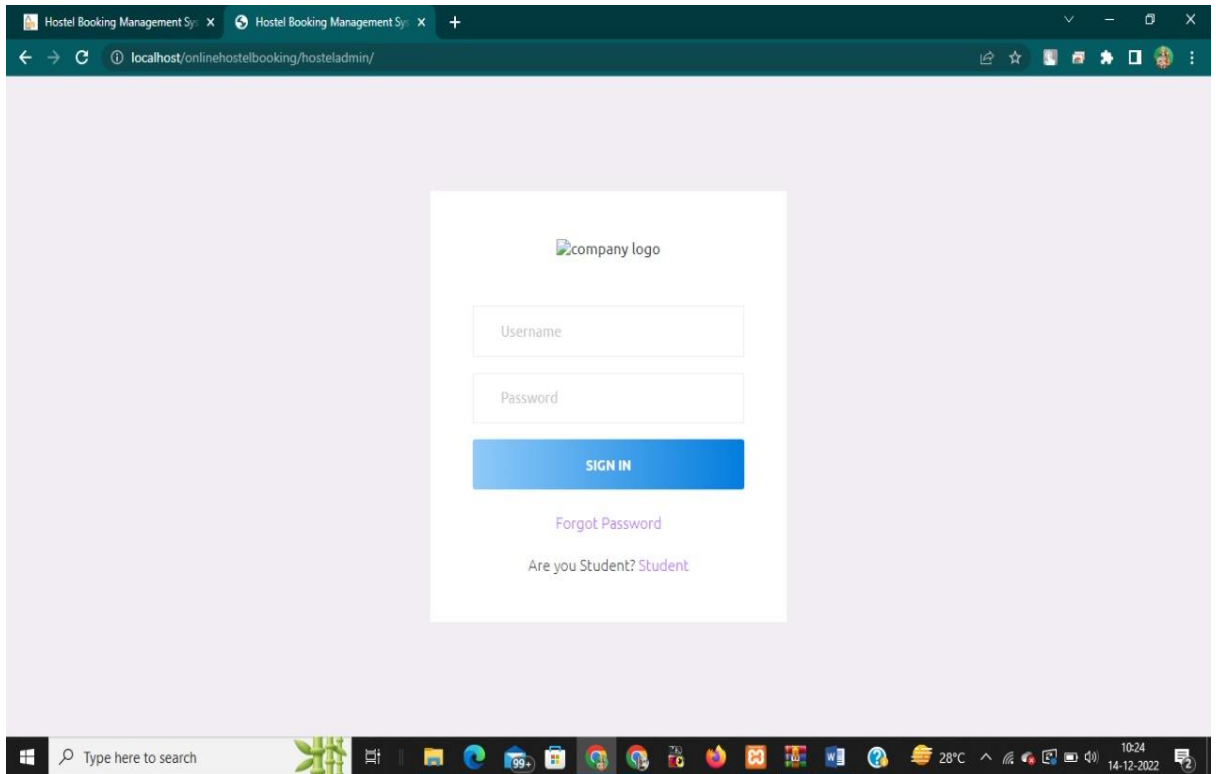 Hostel Booking Management Sys
Hostel Booking Management Sys
localhost/onlinehostelbooking/hosteladmin/
company logo
Username
Password
SIGN IN
Forgot Password
Are you Student? Student
Type here to search
99+
28°C
10:24
14-12-2022
2